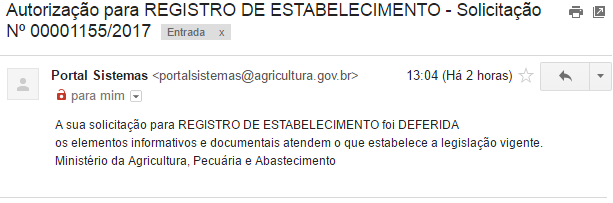 Autorização para REGISTRO DE ESTABELECIMENTO - Solicitação
Nº 00001155/2017 Entrada x
Portal Sistemas <portalsistemas@agricultura.gov.br> 13:04 (Há 2 horas)
para mim
A sua solicitação para REGISTRO DE ESTABELECIMENTO foi DEFERIDA
os elementos informativos e documentais atendem o que estabelece a legislação vigente.
Ministério da Agricultura, Pecuária e Abastecimento